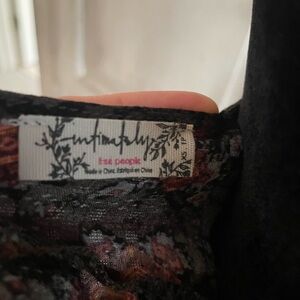 intimately
free people
Made in China, Fabriqué en Chine